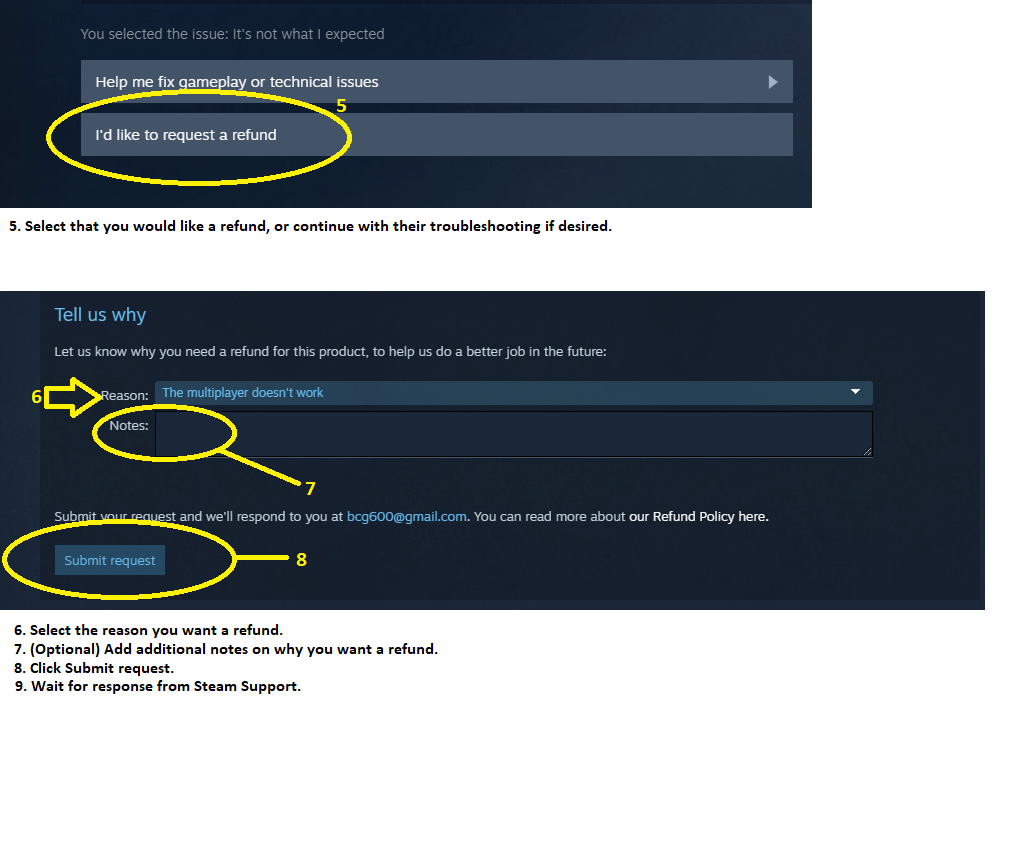 You selected the issue: It's not what I expected
Help me fix gameplay or technical issues
5
I'd like to request a refund
5. Select that you would like a refund, or continue with their troubleshooting if desired.
Tell us why
Let us know why you need a refund for this product, to help us do a better job in the future:
6 Reason: The multiplayer doesn't work
Notes:
7
Submit your request and we'll respond to you at bcg600@gmail.com. You can read more about our Refund Policy here.
Submit request 8
6. Select the reason you want a refund.
7. (Optional) Add additional notes on why you want a refund.
8. Click Submit request.
9. Wait for response from Steam Support.